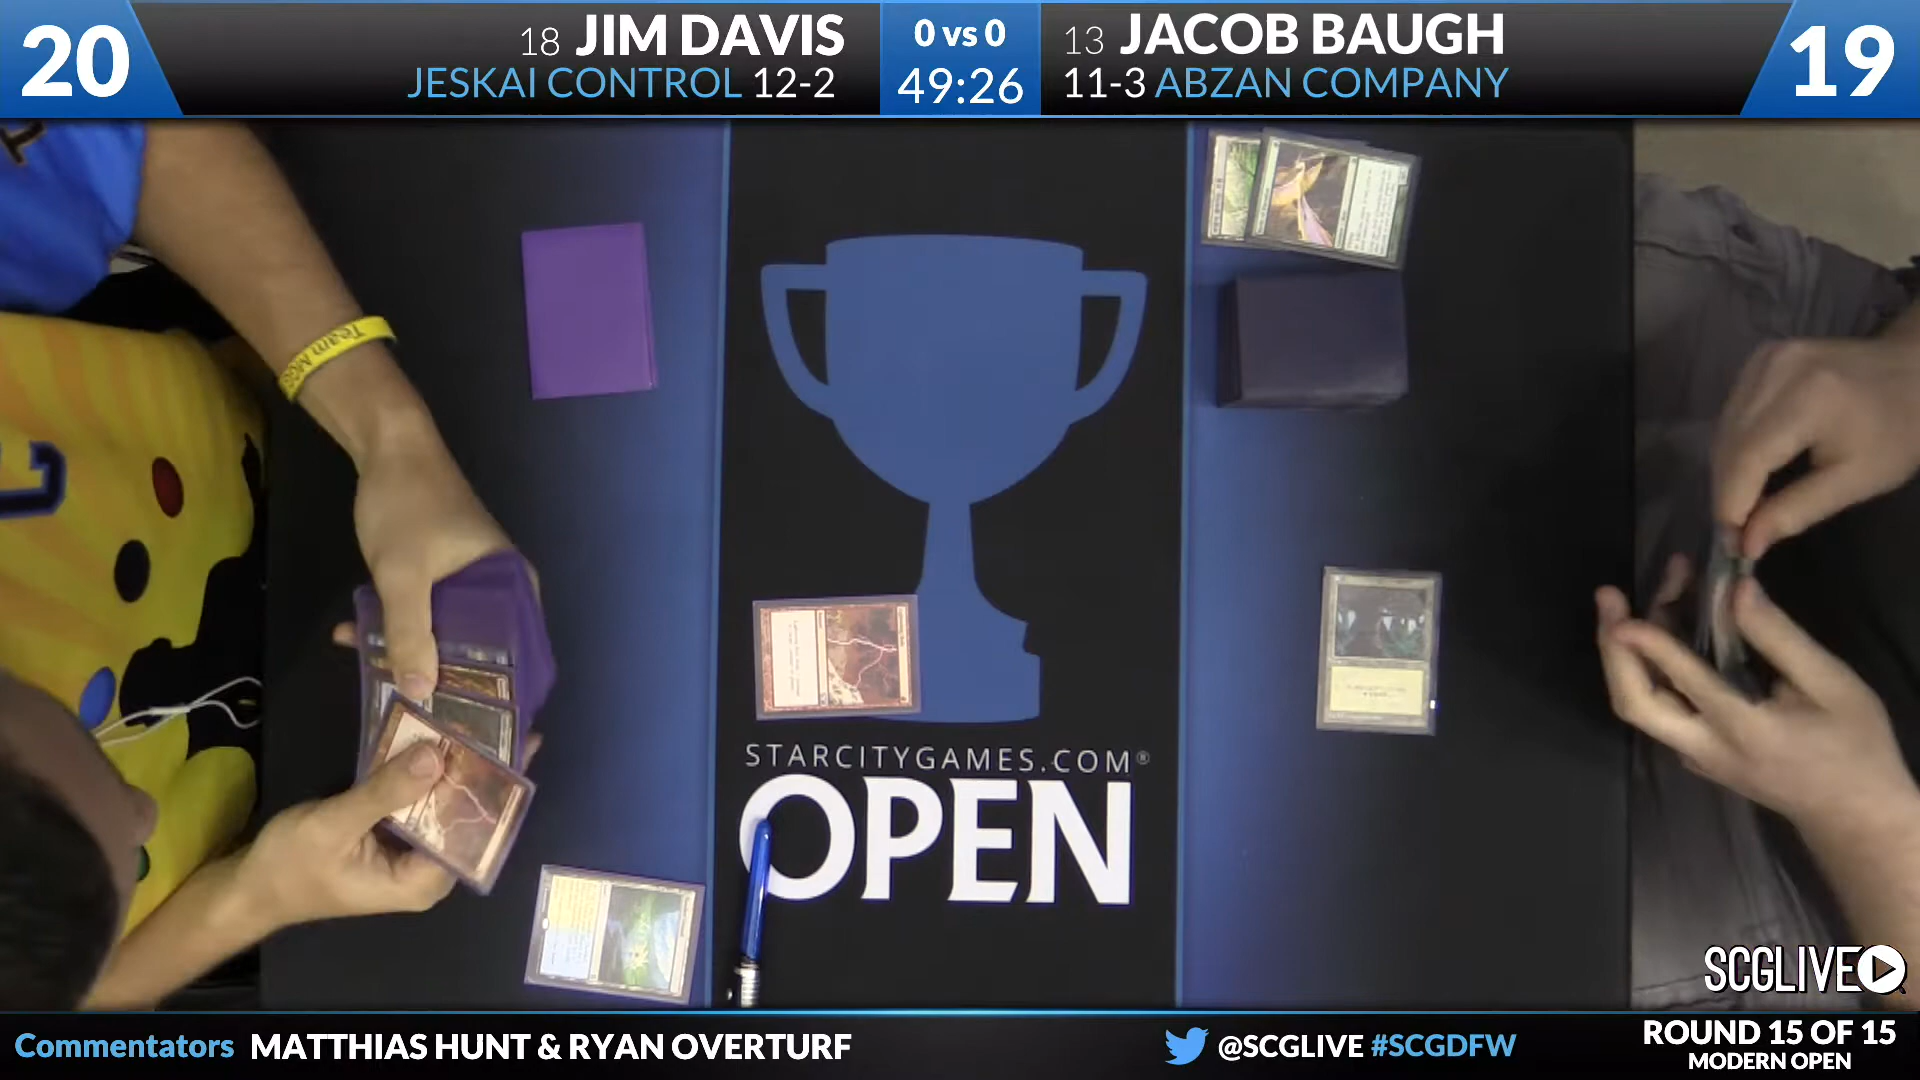 20
18 JIM DAVIS
JESKAI CONTROL 12-2
0 vs 0
49:26
13 JACOB BAUGH
11-3 ABZAN COMPANY
19
STARCITYGAMES.COM®
OPEN
SCGLIVE
Commentators MATTHIAS HUNT & RYAN OVERTURF
@SCGLIVE #SCGDFW
ROUND 15 OF 15
MODERN OPEN